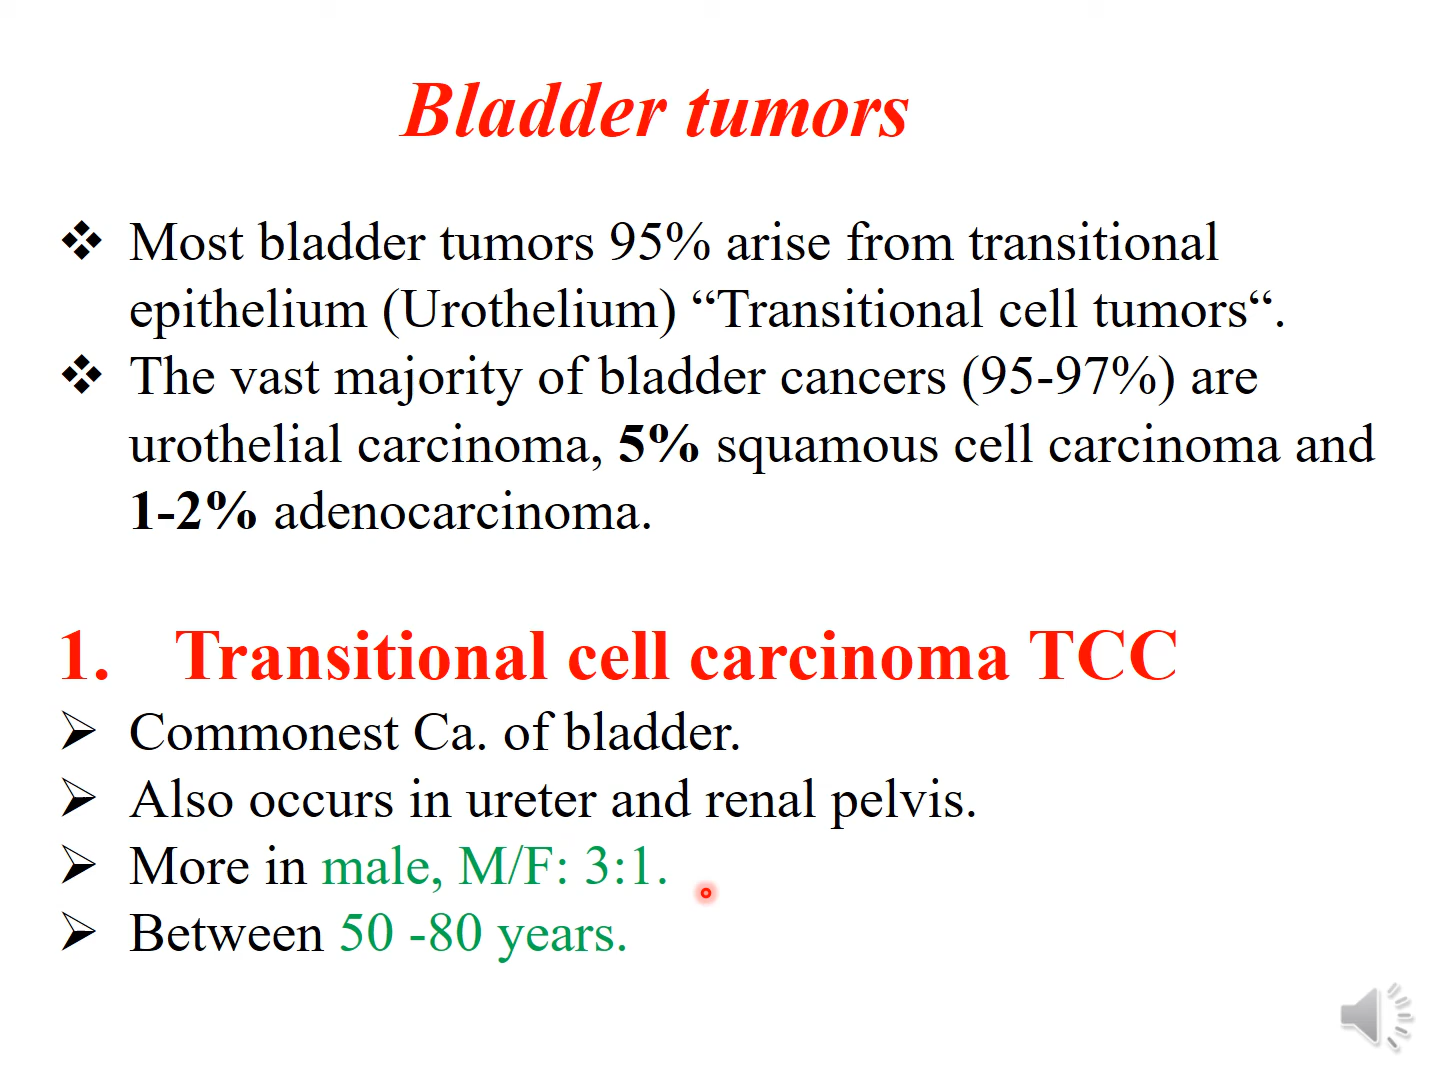 Bladder tumors
❖ Most bladder tumors 95% arise from transitional
epithelium (Urothelium) “Transitional cell tumors“.
❖ The vast majority of bladder cancers (95-97%) are
urothelial carcinoma, 5% squamous cell carcinoma and
1-2% adenocarcinoma.
1. Transitional cell carcinoma TCC
➢ Commonest Ca. of bladder.
➢ Also occurs in ureter and renal pelvis.
➢ More in male, M/F: 3:1.
➢ Between 50 -80 years.